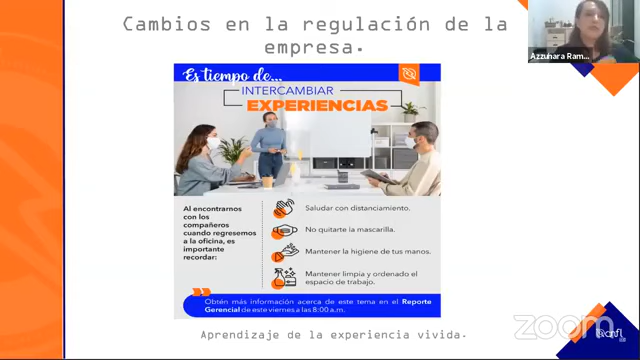 Cambios en la regulación de la
empresa.
Azzuhara Ram...
Es tiempo de...
INTERCAMBIAR
EXPERIENCIAS
Al encontrarnos
con los
compañeros
cuando regresemos
a la oficina, es
importante
recordar:
Saludar con distanciamiento.
No quitarte la mascarilla.
Mantener la higiene de tus manos.
Mantener limpia y ordenado el
espacio de trabajo.
Obtén más información acerca de este tema en el Reporte
Gerencial de este viernes a las 8:00 a.m.
Aprendizaje de la experiencia vivida.
zoom